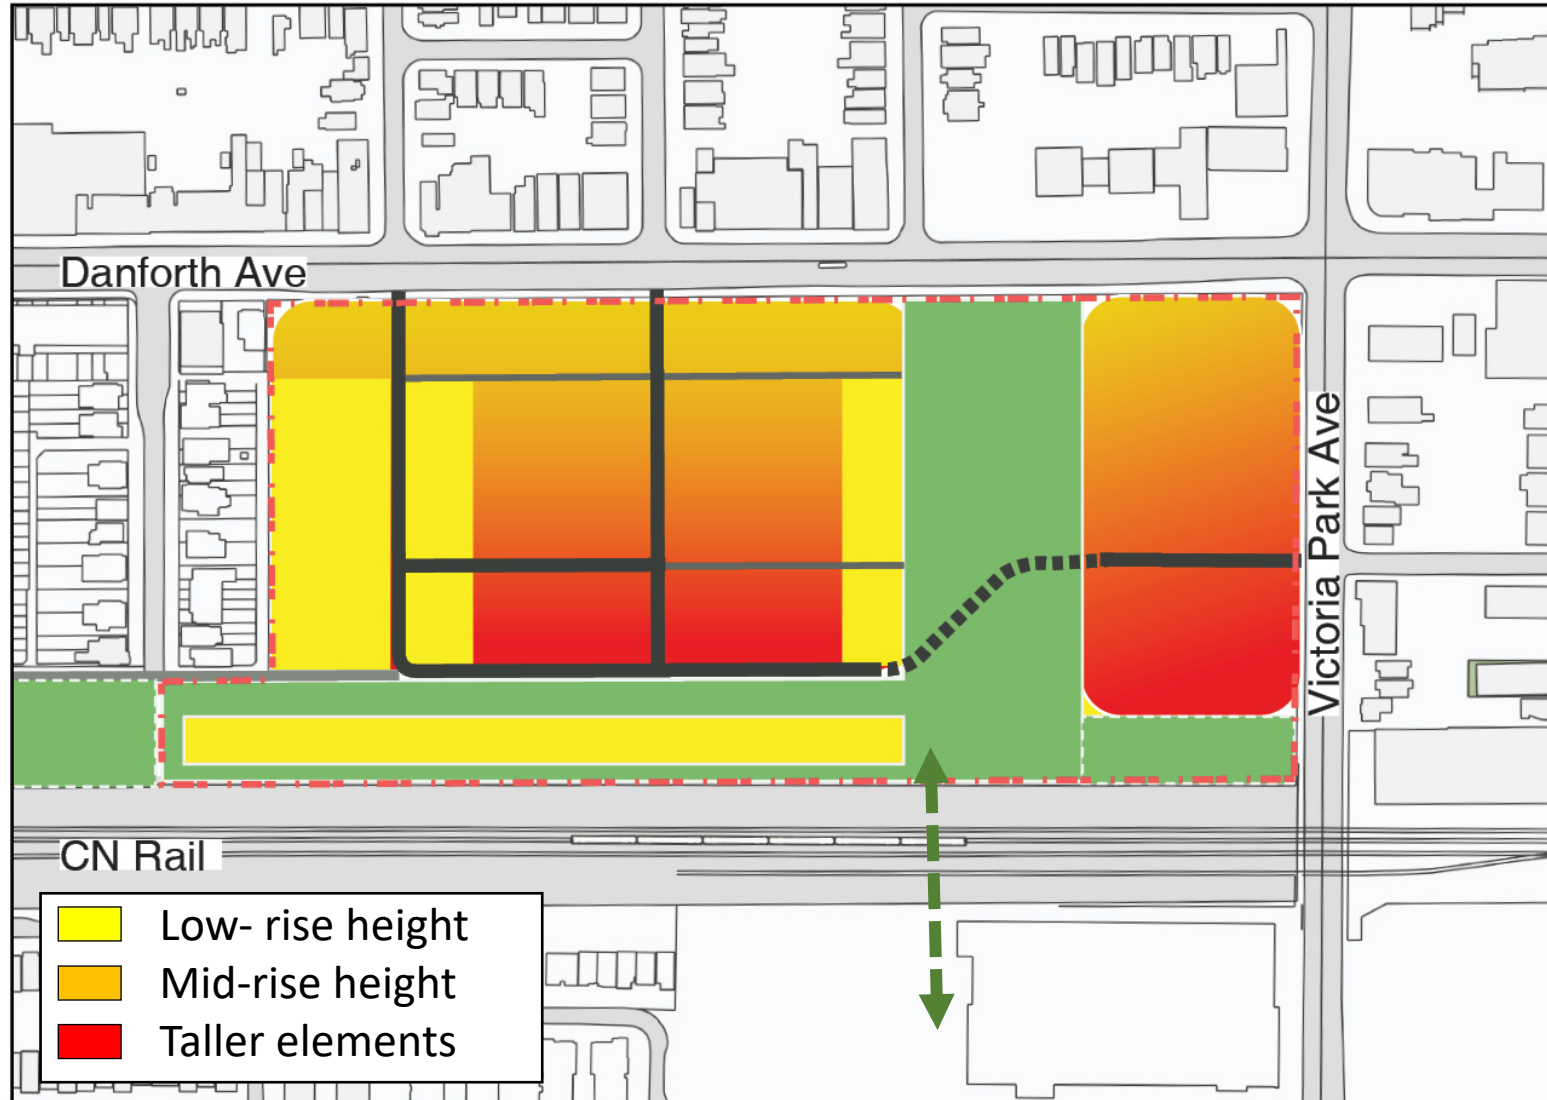 Danforth Ave
Victoria Park Ave
CN Rail
Low- rise height
Mid-rise height
Taller elements